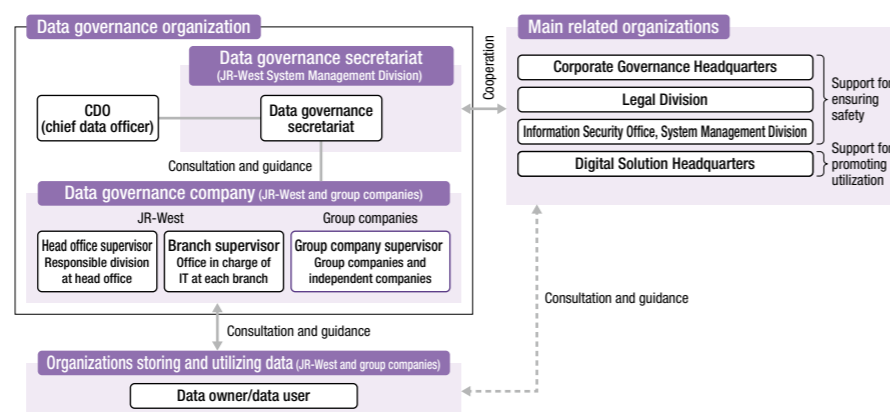 Data governance organization
Data governance secretariat
(JR-West System Management Division)
CDO
(chief data officer)
Data governance
secretariat
Consultation and guidance
Data governance company (JR-West and group companies)
JR-West
Group companies
Head office supervisor
Responsible division
at head office
Branch supervisor
Office in charge of
IT at each branch
Group company supervisor
Group companies and
independent companies
Cooperation
Main related organizations
Corporate Governance Headquarters
Legal Division
Information Security Office, System Management Division
Support for
ensuring
safety
Digital Solution Headquarters
Support for
promoting
utilization
Consultation and guidance
Consultation and guidance
Organizations storing and utilizing data (JR-West and group companies)
Data owner/data user